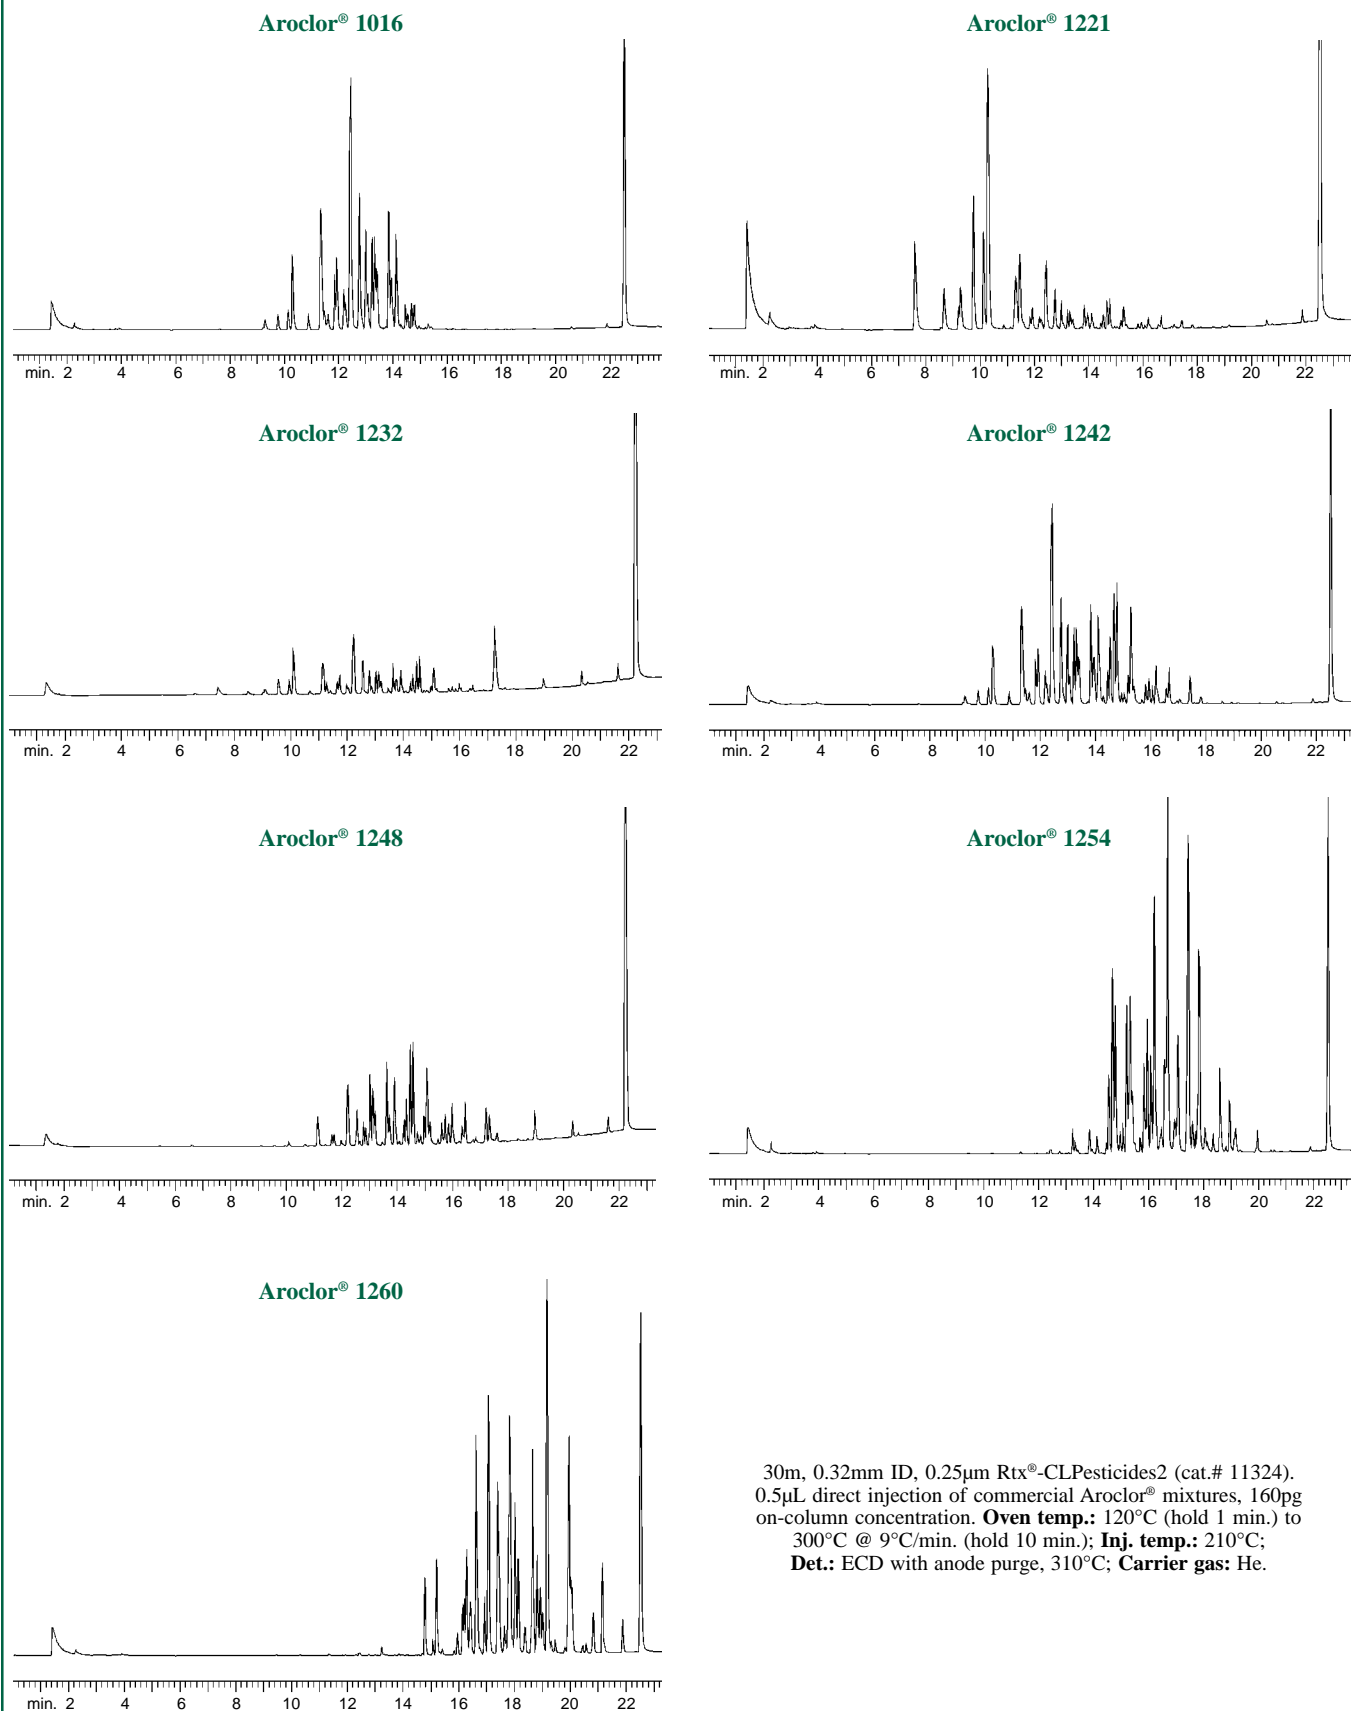 Aroclor® 1016
min. 2 4 6 8 10 12 14 16 18 20 22
Aroclor® 1221
min. 2 4 6 8 10 12 14 16 18 20 22
Aroclor® 1232
min. 2 4 6 8 10 12 14 16 18 20 22
Aroclor® 1242
min. 2 4 6 8 10 12 14 16 18 20 22
Aroclor® 1248
min. 2 4 6 8 10 12 14 16 18 20 22
Aroclor® 1254
min. 2 4 6 8 10 12 14 16 18 20 22
Aroclor® 1260
min. 2 4 6 8 10 12 14 16 18 20 22
30m, 0.32mm ID, 0.25µm Rtx®-CLPesticides2 (cat.# 11324).
0.5µL direct injection of commercial Aroclor® mixtures, 160pg
on-column concentration. Oven temp.: 120°C (hold 1 min.) to
300°C @ 9°C/min. (hold 10 min.); Inj. temp.: 210°C;
Det.: ECD with anode purge, 310°C; Carrier gas: He.